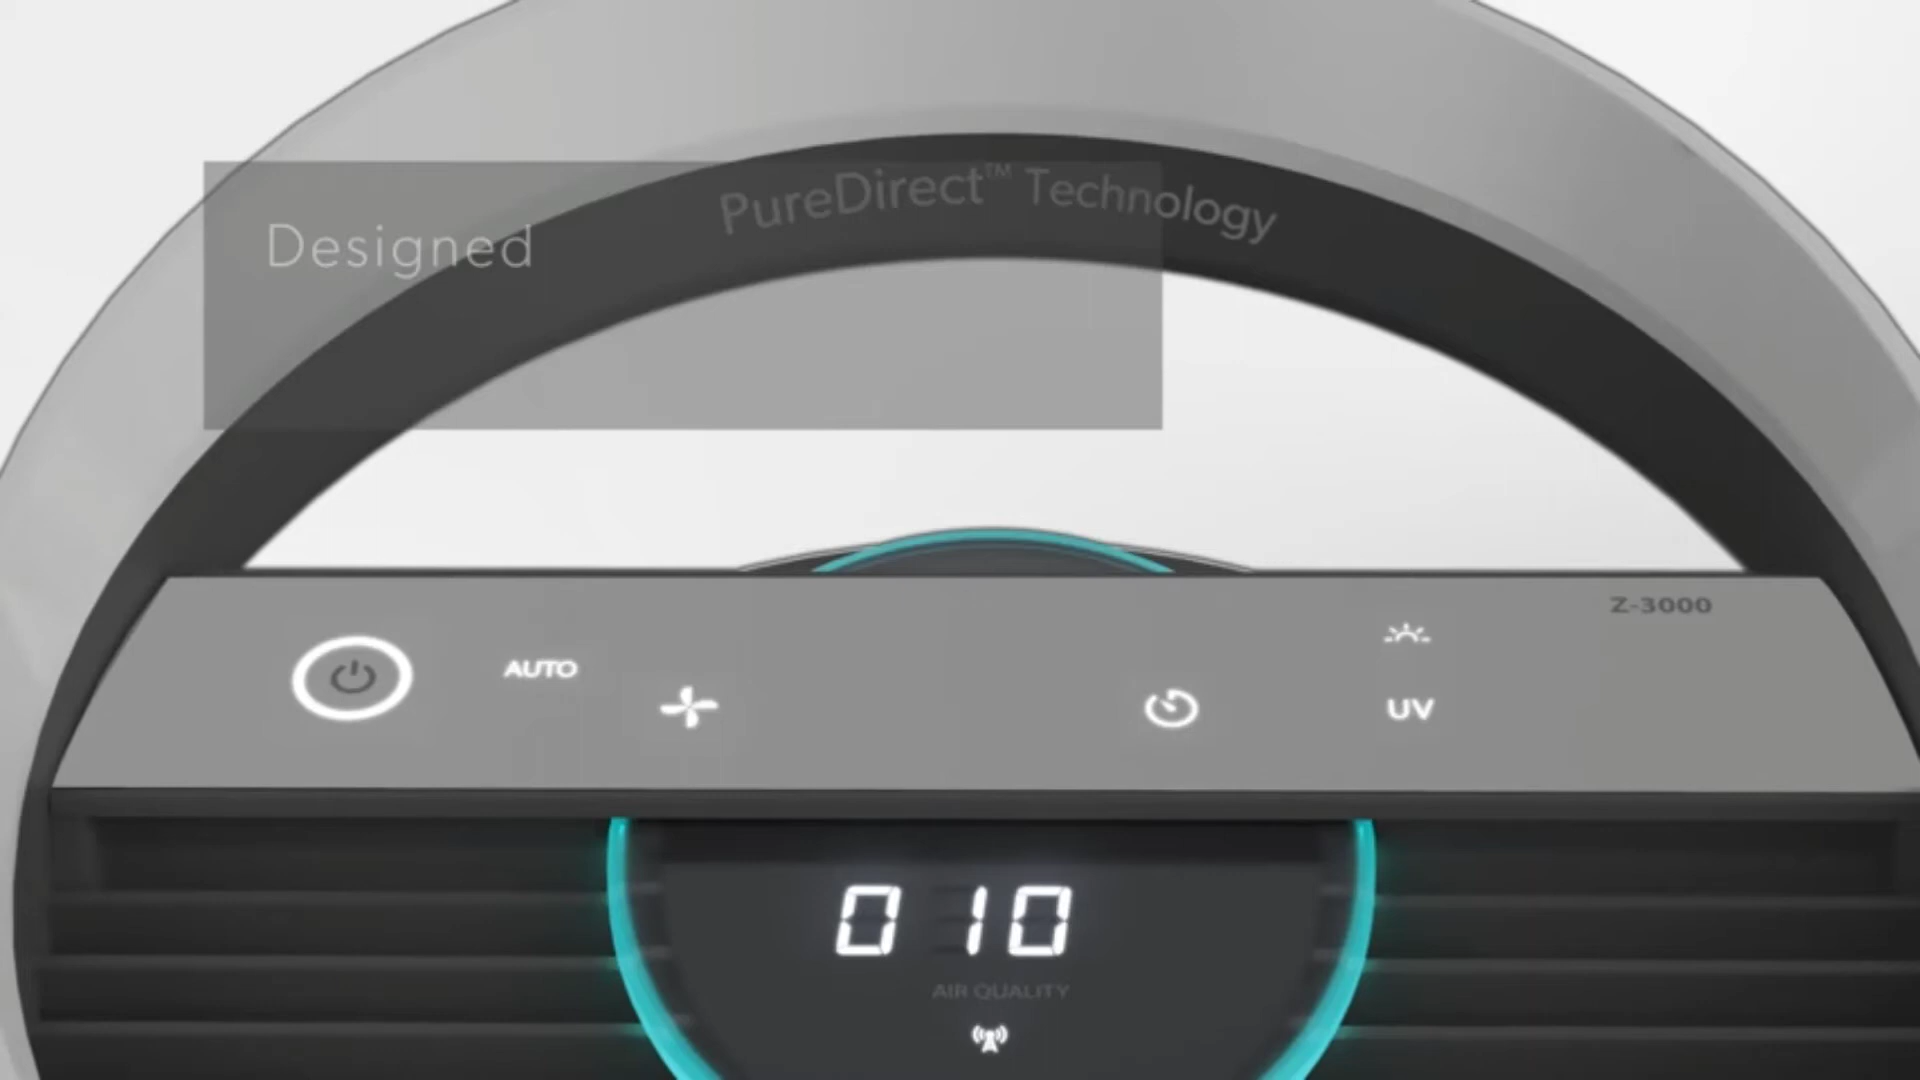 PureDirect™ Technology
Designed
Z-3000
AUTO
UV
010
AIR QUALITY